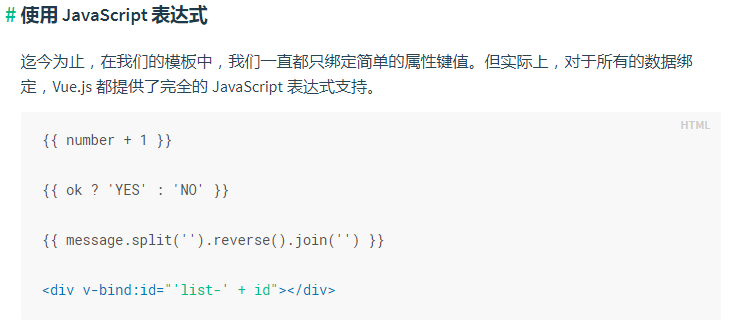 # 使用 JavaScript 表达式
迄今为止，在我们的模板中，我们一直都只绑定简单的属性键值。但实际上，对于所有的数据绑
定，Vue.js 都提供了完全的 JavaScript 表达式支持。
HTML
{{ number + 1 }}
{{ ok ? 'YES' : 'NO' }}
{{ message.split('').reverse().join('') }}
<div v-bind:id="'list-' + id"></div>